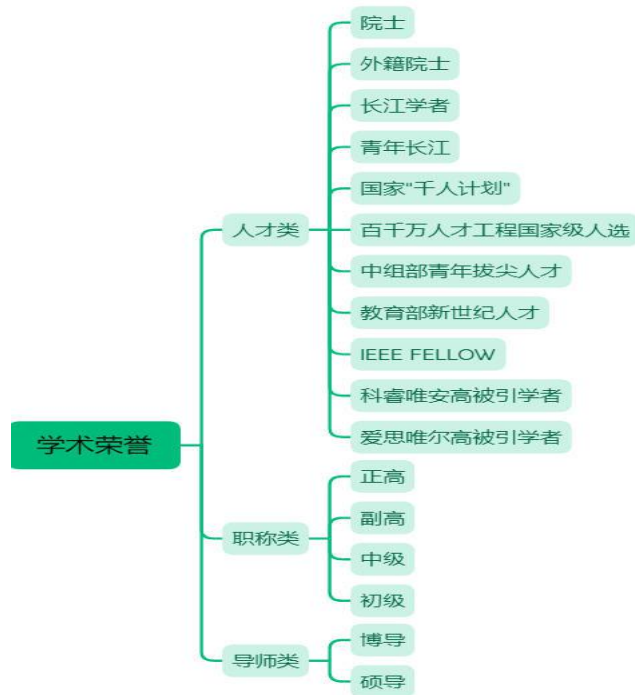 学术荣誉
人才类
院士
外籍院士
长江学者
青年长江
国家"千人计划"
百千万人才工程国家级人选
中组部青年拔尖人才
教育部新世纪人才
IEEE FELLOW
科睿唯安高被引学者
爱思唯尔高被引学者
职称类
正高
副高
中级
初级
导师类
博导
硕导